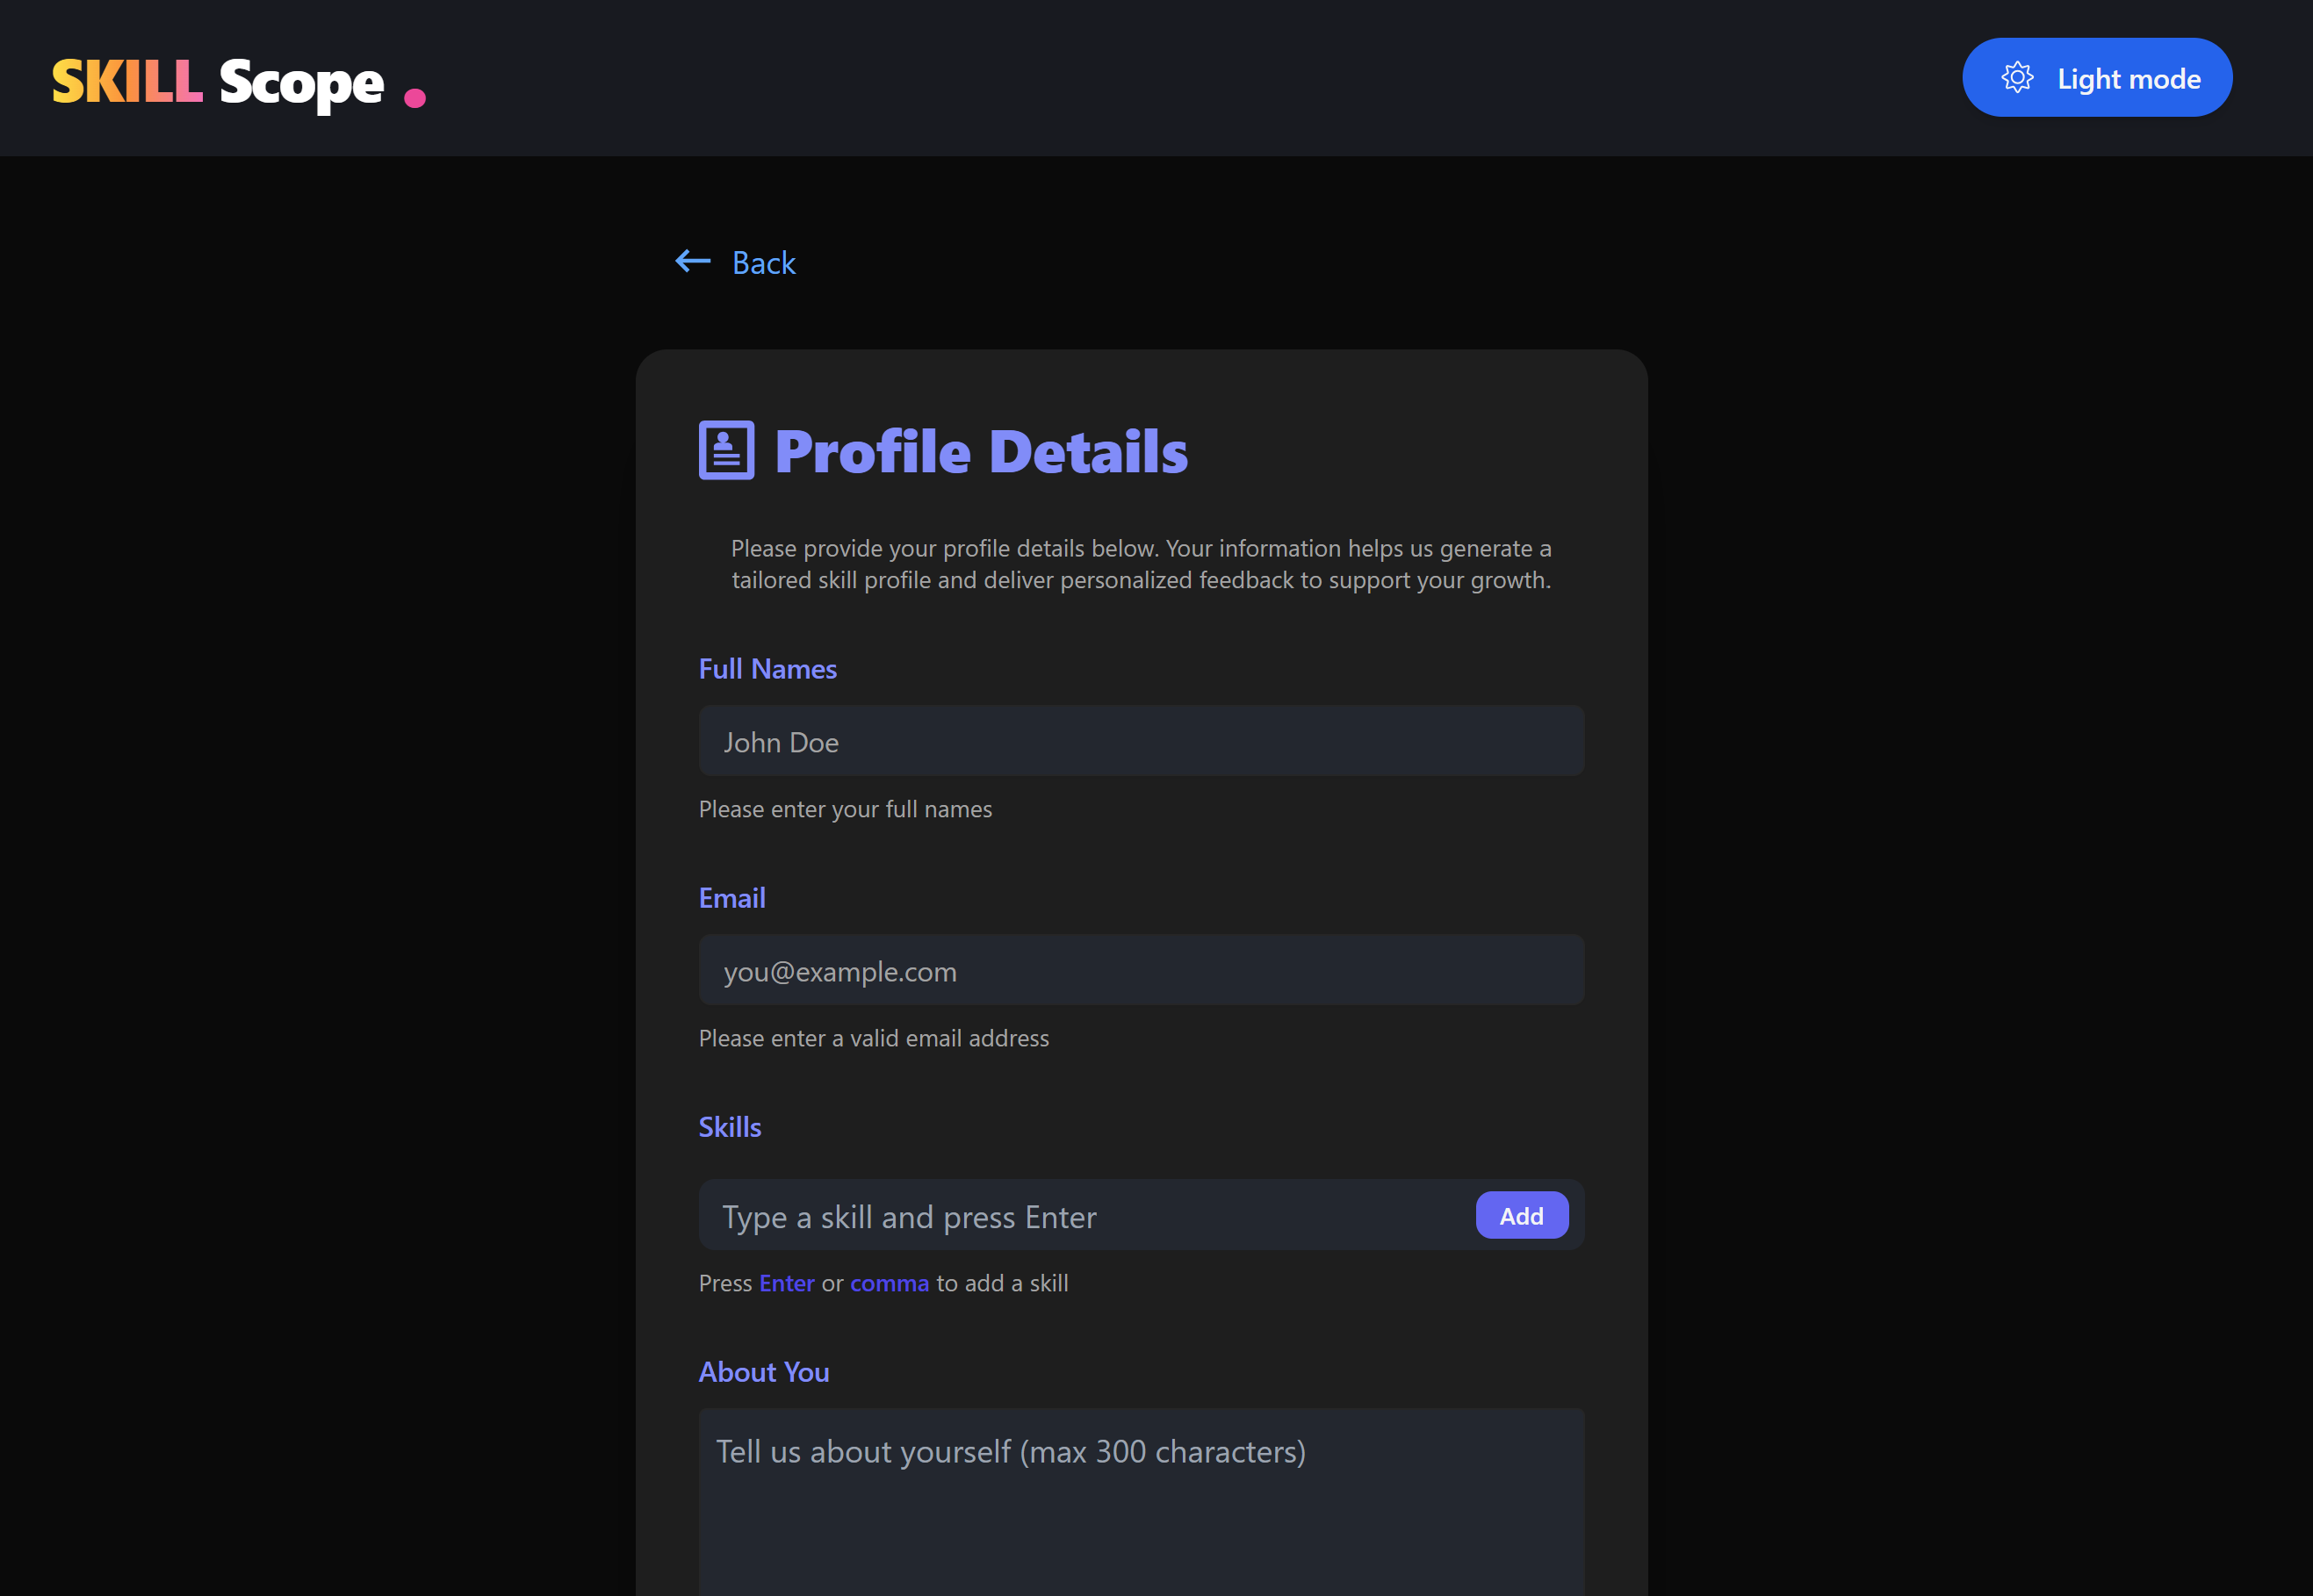 SKILL Scope .
Light mode
Back
Profile Details
Please provide your profile details below. Your information helps us generate a
tailored skill profile and deliver personalized feedback to support your growth.
Full Names
John Doe
Please enter your full names
Email
you@example.com
Please enter a valid email address
Skills
Type a skill and press Enter
Add
Press Enter or comma to add a skill
About You
Tell us about yourself (max 300 characters)